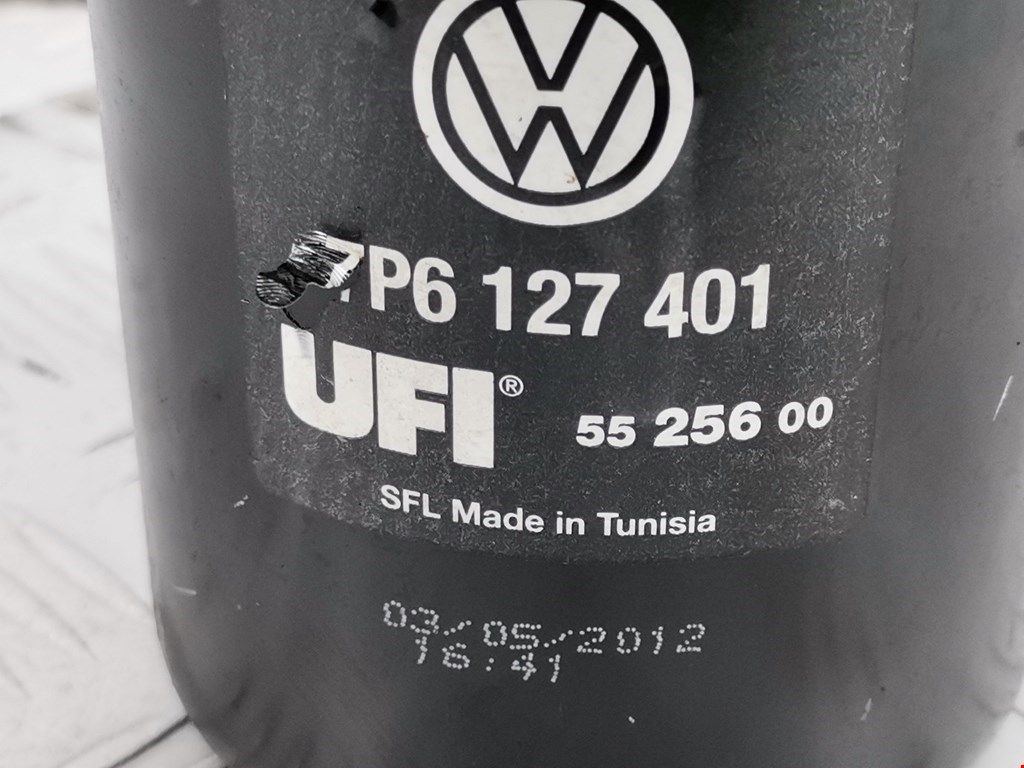 7P6 127 401
UFI®
55 256 00
SFL Made in Tunisia
03/05/2012
16:41